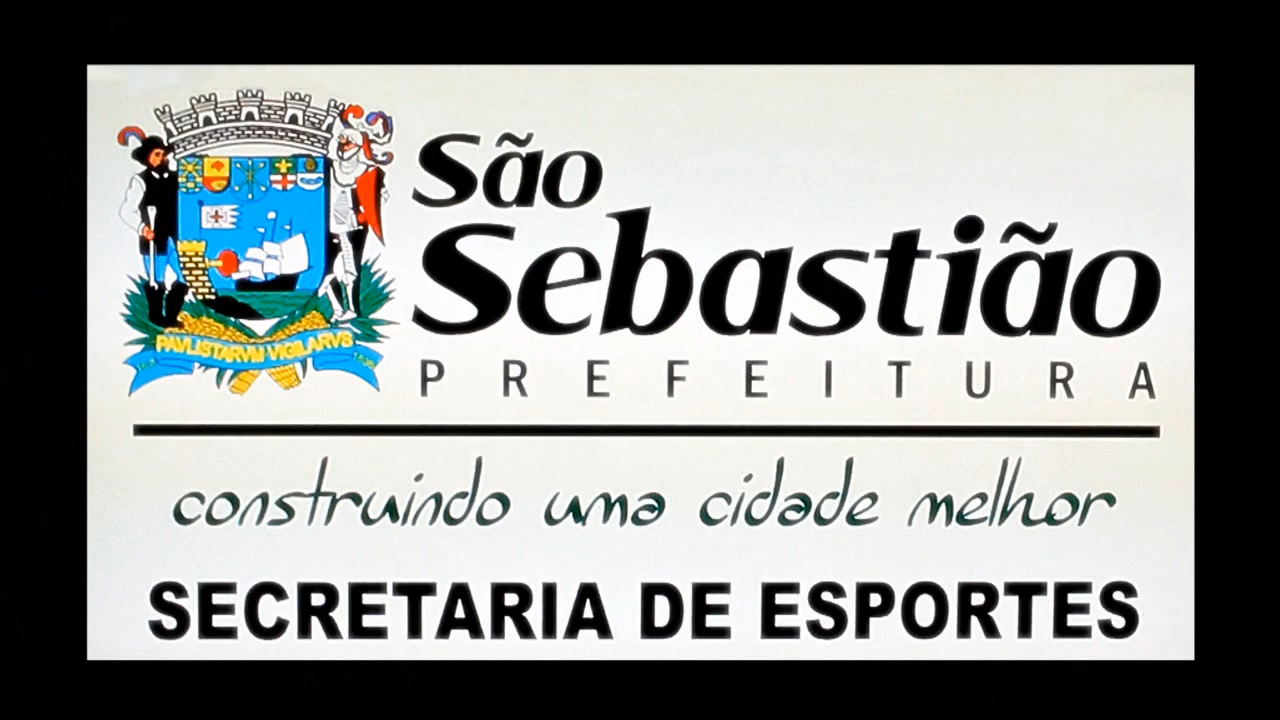 São
Sebastião
PREFEITURA
PAVLISTARVM VIGILARVS
construindo uma cidade melhor
SECRETARIA DE ESPORTES